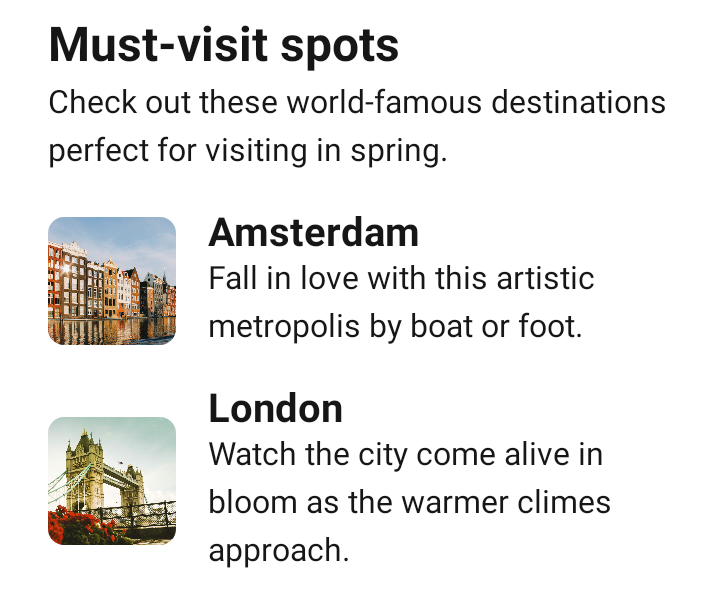 Must-visit spots
Check out these world-famous destinations
perfect for visiting in spring.
Amsterdam
Fall in love with this artistic
metropolis by boat or foot.
London
Watch the city come alive in
bloom as the warmer climes
approach.